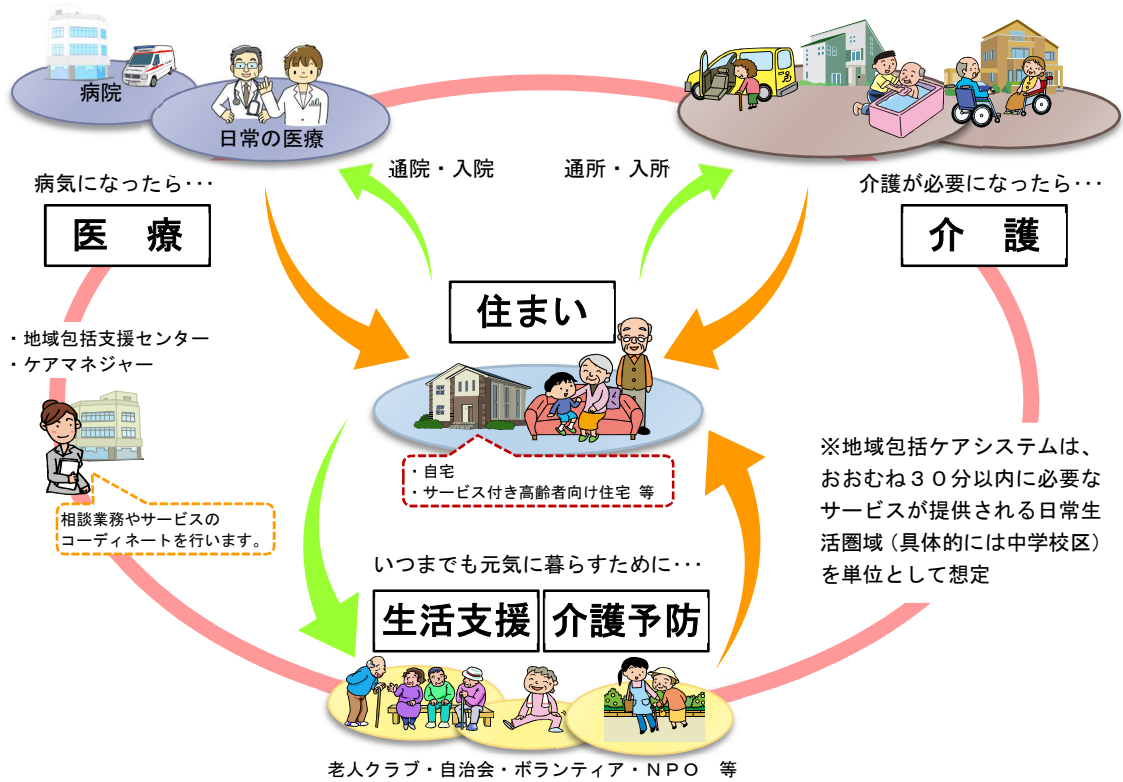 病院
日常の医療
通院・入院
通所・入所
病気になったら･･･
医　療
介護が必要になったら･･･
介　護
住まい
・地域包括支援センター
・ケアマネジャー
相談業務やサービスの
コーディネートを行います。
・自宅
・サービス付き高齢者向け住宅 等
※地域包括ケアシステムは、
おおむね３０分以内に必要な
サービスが提供される日常生
活圏域（具体的には中学校区）
を単位として想定
いつまでも元気に暮らすために･･･
生活支援
介護予防
老人クラブ・自治会・ボランティア・ＮＰＯ　等